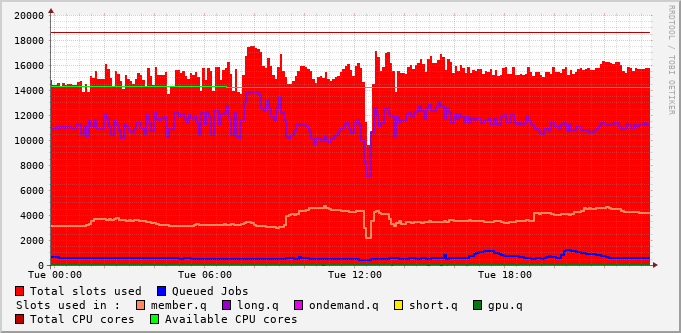 20000
18000
16000
14000
12000
10000
8000
6000
4000
2000
0
Tue 00:00 Tue 06:00 Tue 12:00 Tue 18:00
RRDTOOL / TOBI OETIKER
Total slots used Queued Jobs
Slots used in : member.q long.q ondemand.q short.q gpu.q
Total CPU cores Available CPU cores